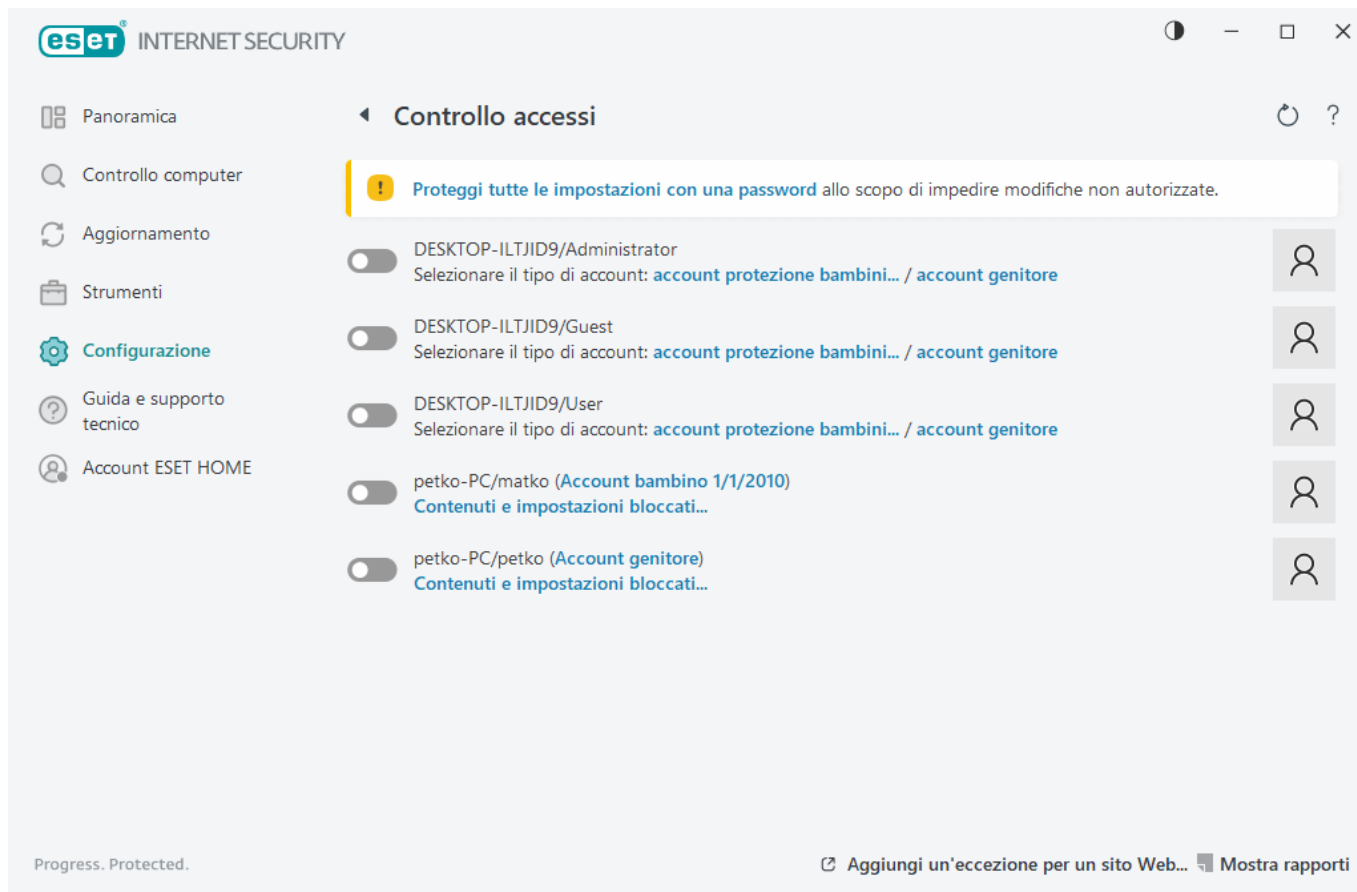 eset® INTERNET SECURITY
Panoramica
Controllo computer
Aggiornamento
Strumenti
Configurazione
Guida e supporto
tecnico
Account ESET HOME
Controllo accessi
?
! Proteggi tutte le impostazioni con una password allo scopo di impedire modifiche non autorizzate.
DESKTOP-ILTJID9/Administrator
Selezionare il tipo di account: account protezione bambini... / account genitore
DESKTOP-ILTJID9/Guest
Selezionare il tipo di account: account protezione bambini... / account genitore
DESKTOP-ILTJID9/User
Selezionare il tipo di account: account protezione bambini... / account genitore
petko-PC/matko (Account bambino 1/1/2010)
Contenuti e impostazioni bloccati...
petko-PC/petko (Account genitore)
Contenuti e impostazioni bloccati...
Progress. Protected.
Aggiungi un'eccezione per un sito Web... Mostra rapporti